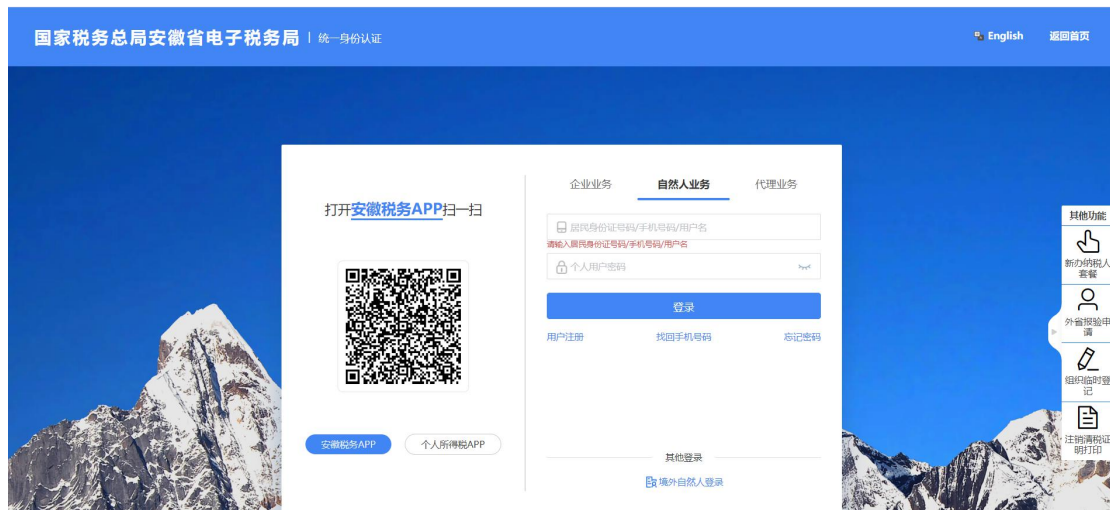 国家税务总局安徽省电子税务局 | 统一身份认证
English 返回首页
打开安徽税务APP扫一扫
安徽税务APP 个人所得税APP
企业业务 自然人业务 代理业务
居民身份证号码/手机号码/用户名
请输入居民身份证号码/手机号码/用户名
个人用户密码
登录
用户注册 找回手机号码 忘记密码
其他登录
境外自然人登录
其他功能
新办纳税人
套餐
外省报验申
请
组织临时登
记
注销清税证
明打印